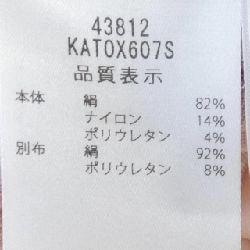 43812
KATOX607S
品質表示
本体 絹 82%
ナイロン 14%
ポリウレタン 4%
別布 絹 92%
ポリウレタン 8%